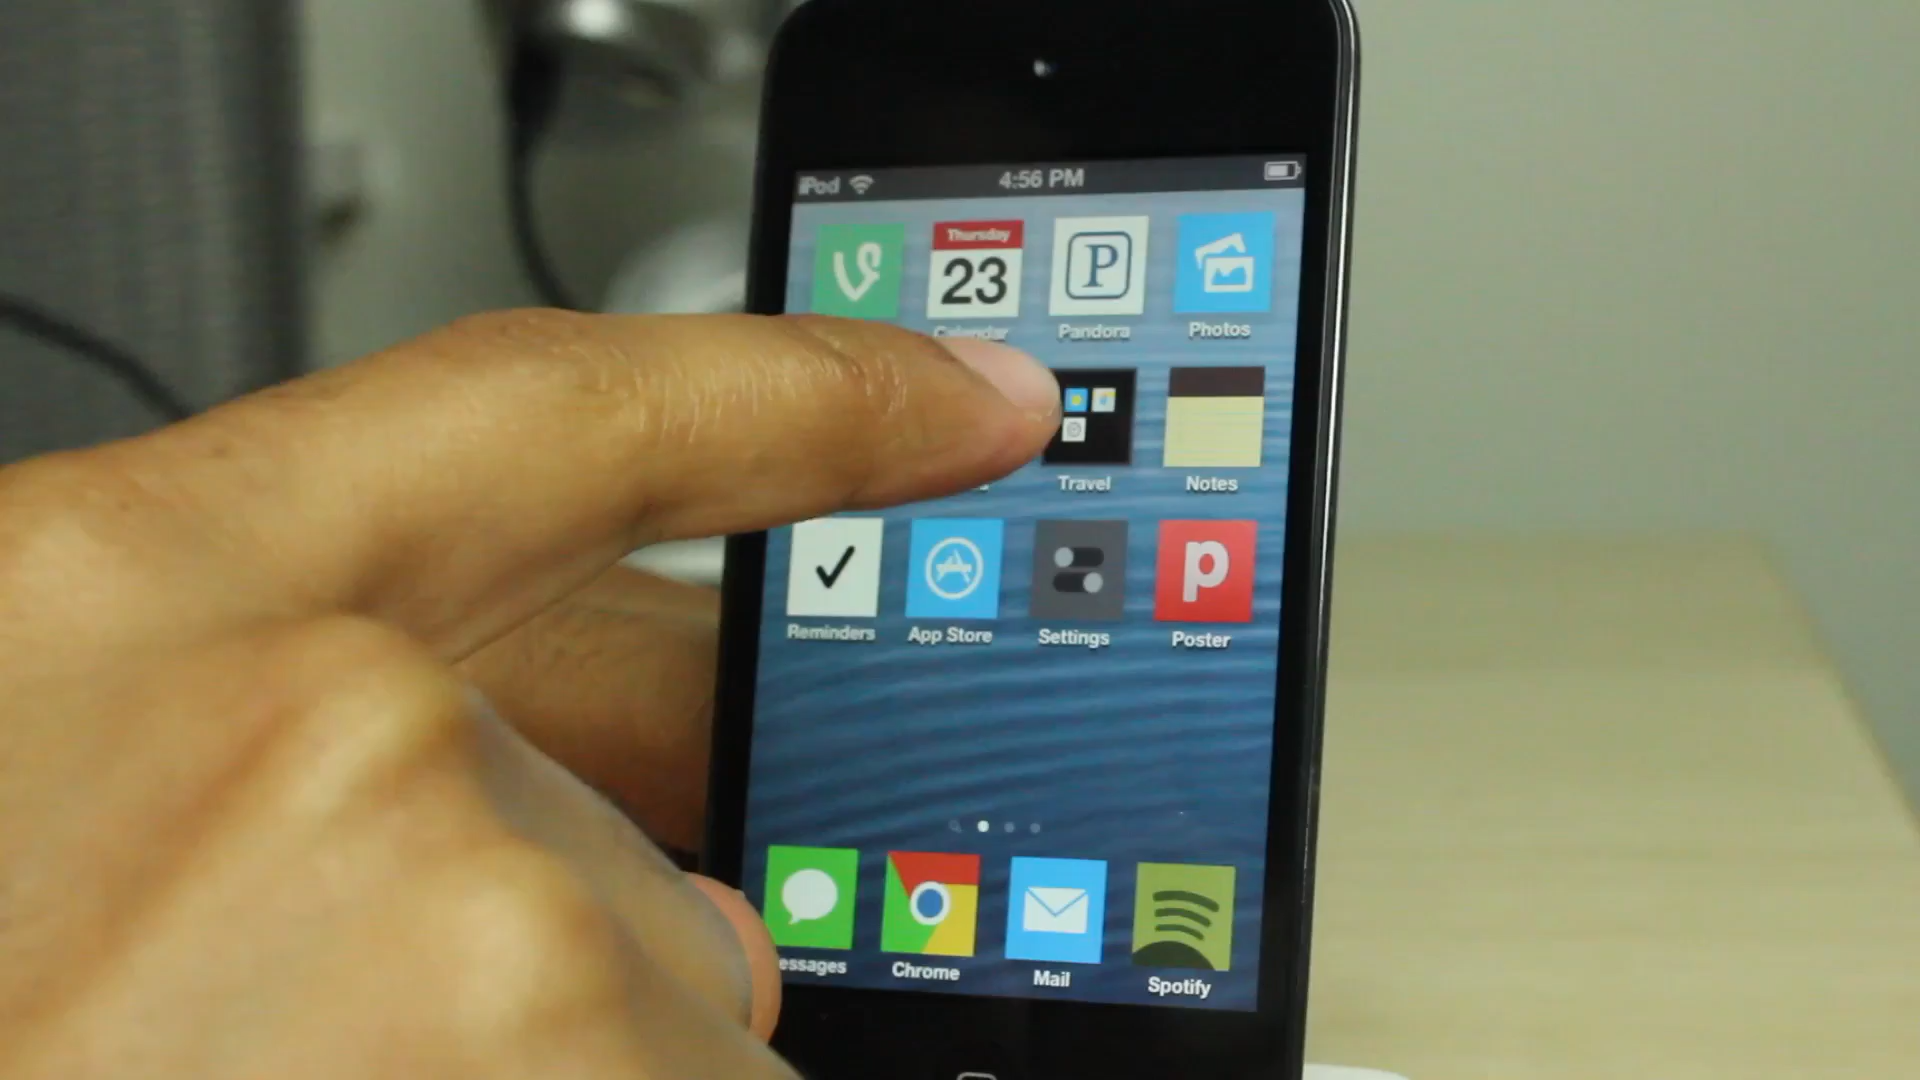 iPod 4:56 PM
Thursday
23
P
Calendar Pandora Photos
Travel Notes
Reminders App Store Settings Poster
p
essages Chrome Mail Spotify